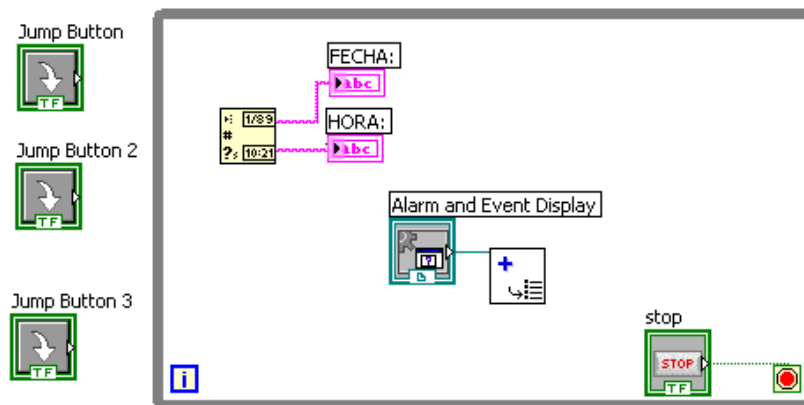 Jump Button
TF
Jump Button 2
TF
Jump Button 3
TF
FECHA:
abc
1/89
HORA:
#
abc
?s 10:21
Alarm and Event Display
?
stop
STOP
TF
i